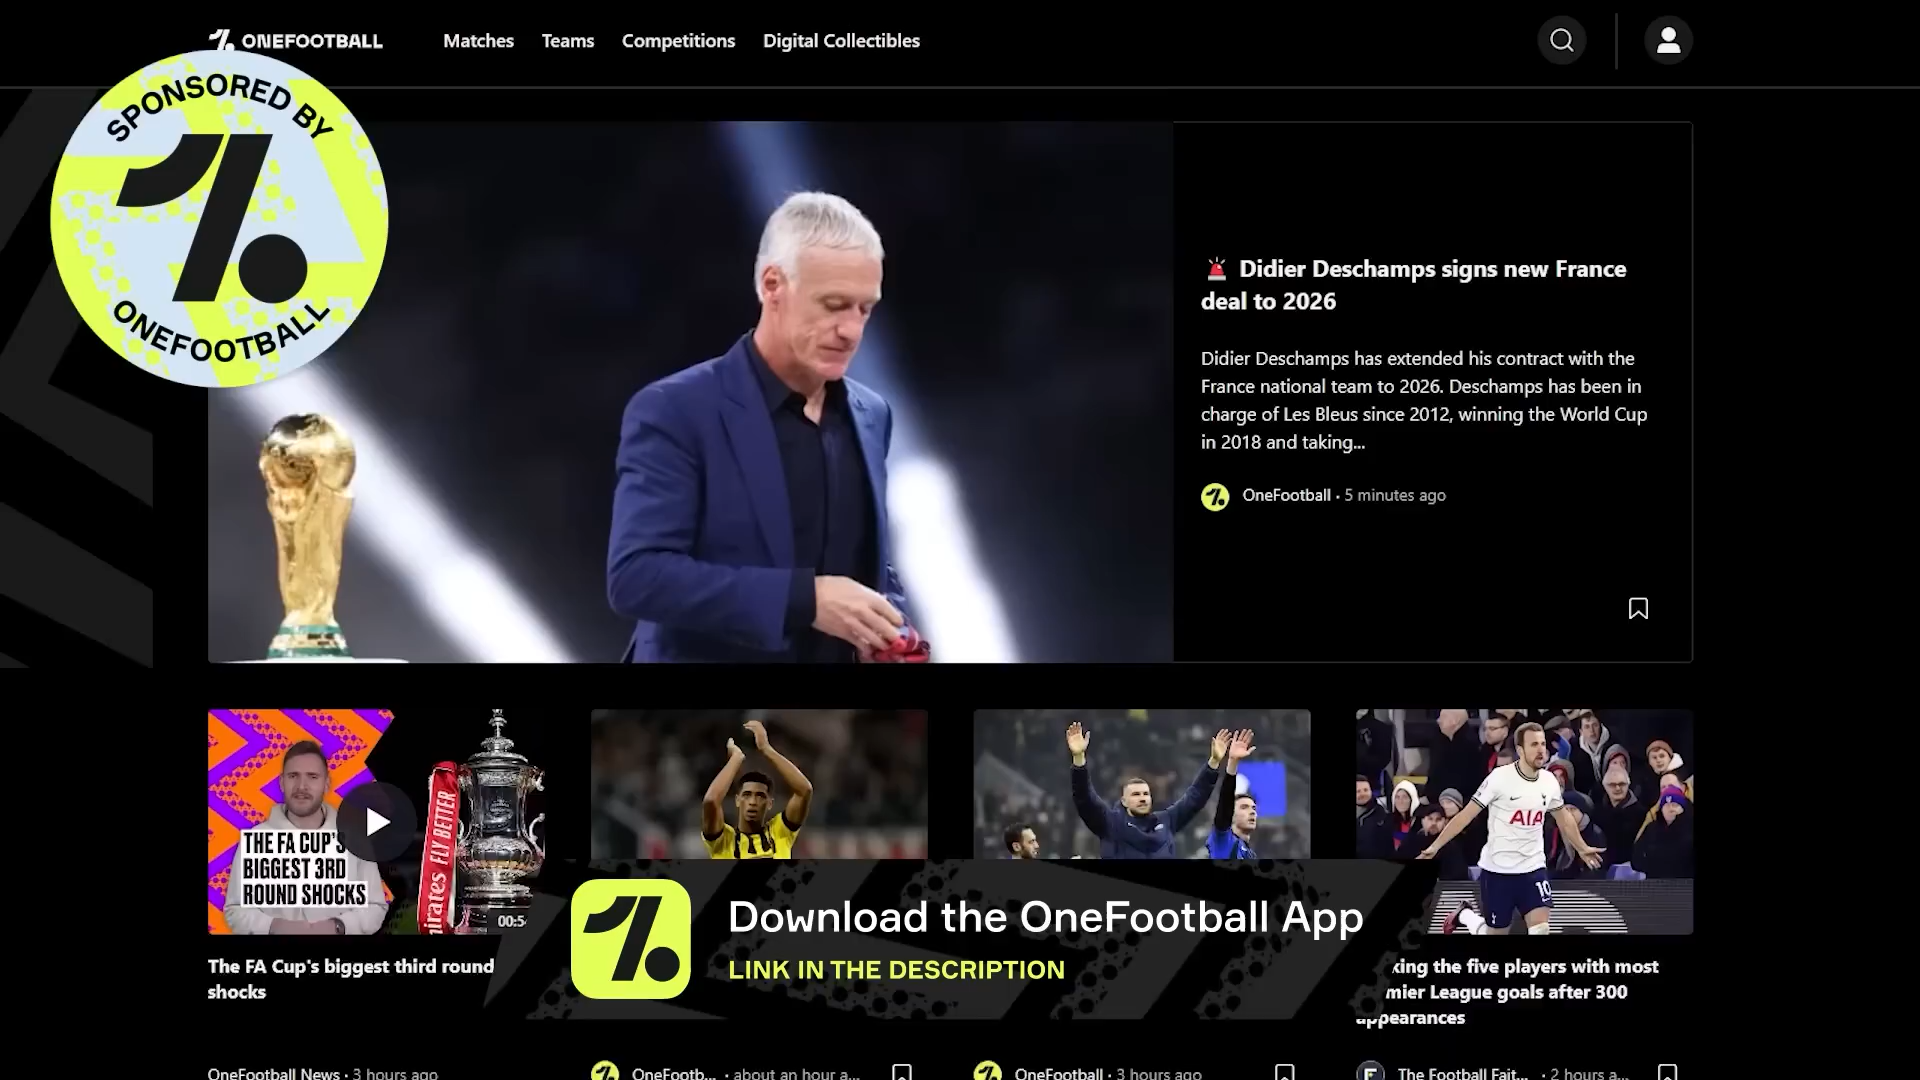 ONEFOOTBALL
Matches
Teams
Competitions
Digital Collectibles
SPONSORED BY
ONEFOOTBALL
Didier Deschamps signs new France
deal to 2026
Didier Deschamps has extended his contract with the
France national team to 2026. Deschamps has been in
charge of Les Bleus since 2012, winning the World Cup
in 2018 and taking...
OneFootball · 5 minutes ago
THE FA CUP'S
BIGGEST 3RD
ROUND SHOCKS
FLY BETTER
00:5
AIA
10
Download the OneFootball App
LINK IN THE DESCRIPTION
The FA Cup's biggest third round
shocks
the five players with most
League goals after 300
appearances
OneFootball News · 3 hours ago
OneFootb... · about an hour a...
OneFootball · 3 hours ago
The Football Fait... · 2 hours a...